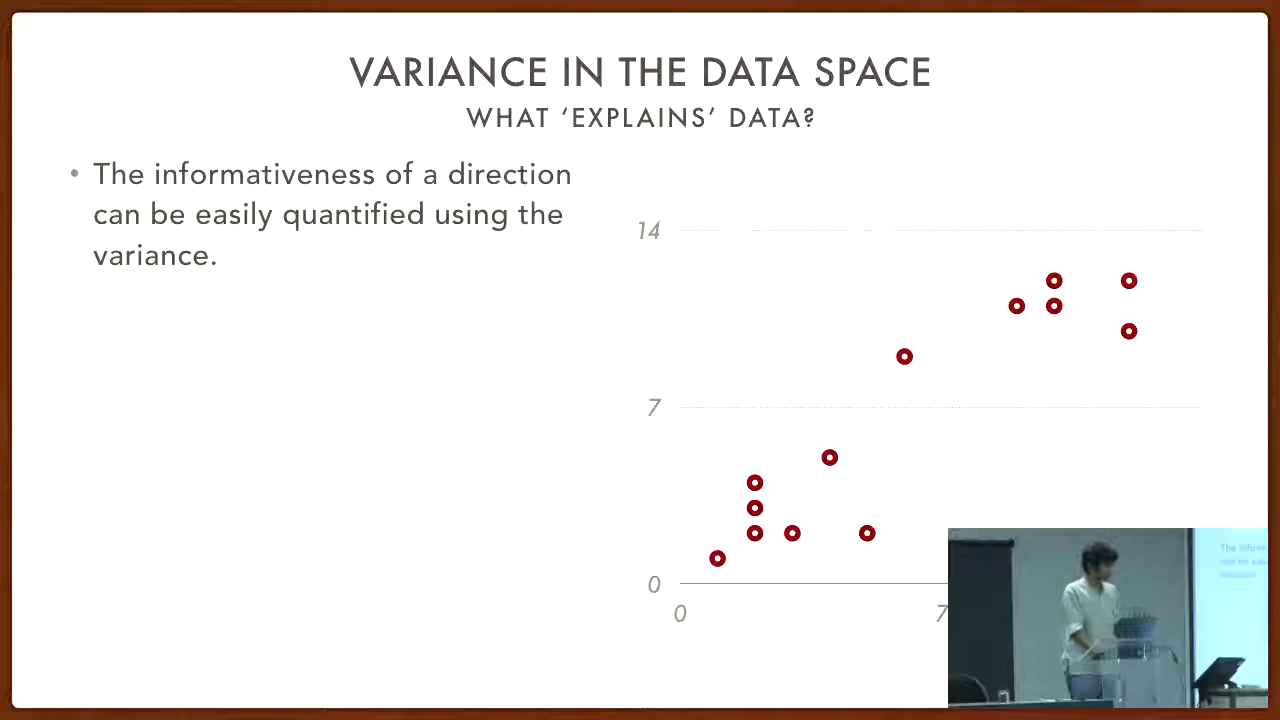 VARIANCE IN THE DATA SPACE
WHAT ‘EXPLAINS’ DATA?
• The informativeness of a direction
can be easily quantified using the
variance.
14
7
0
0
7